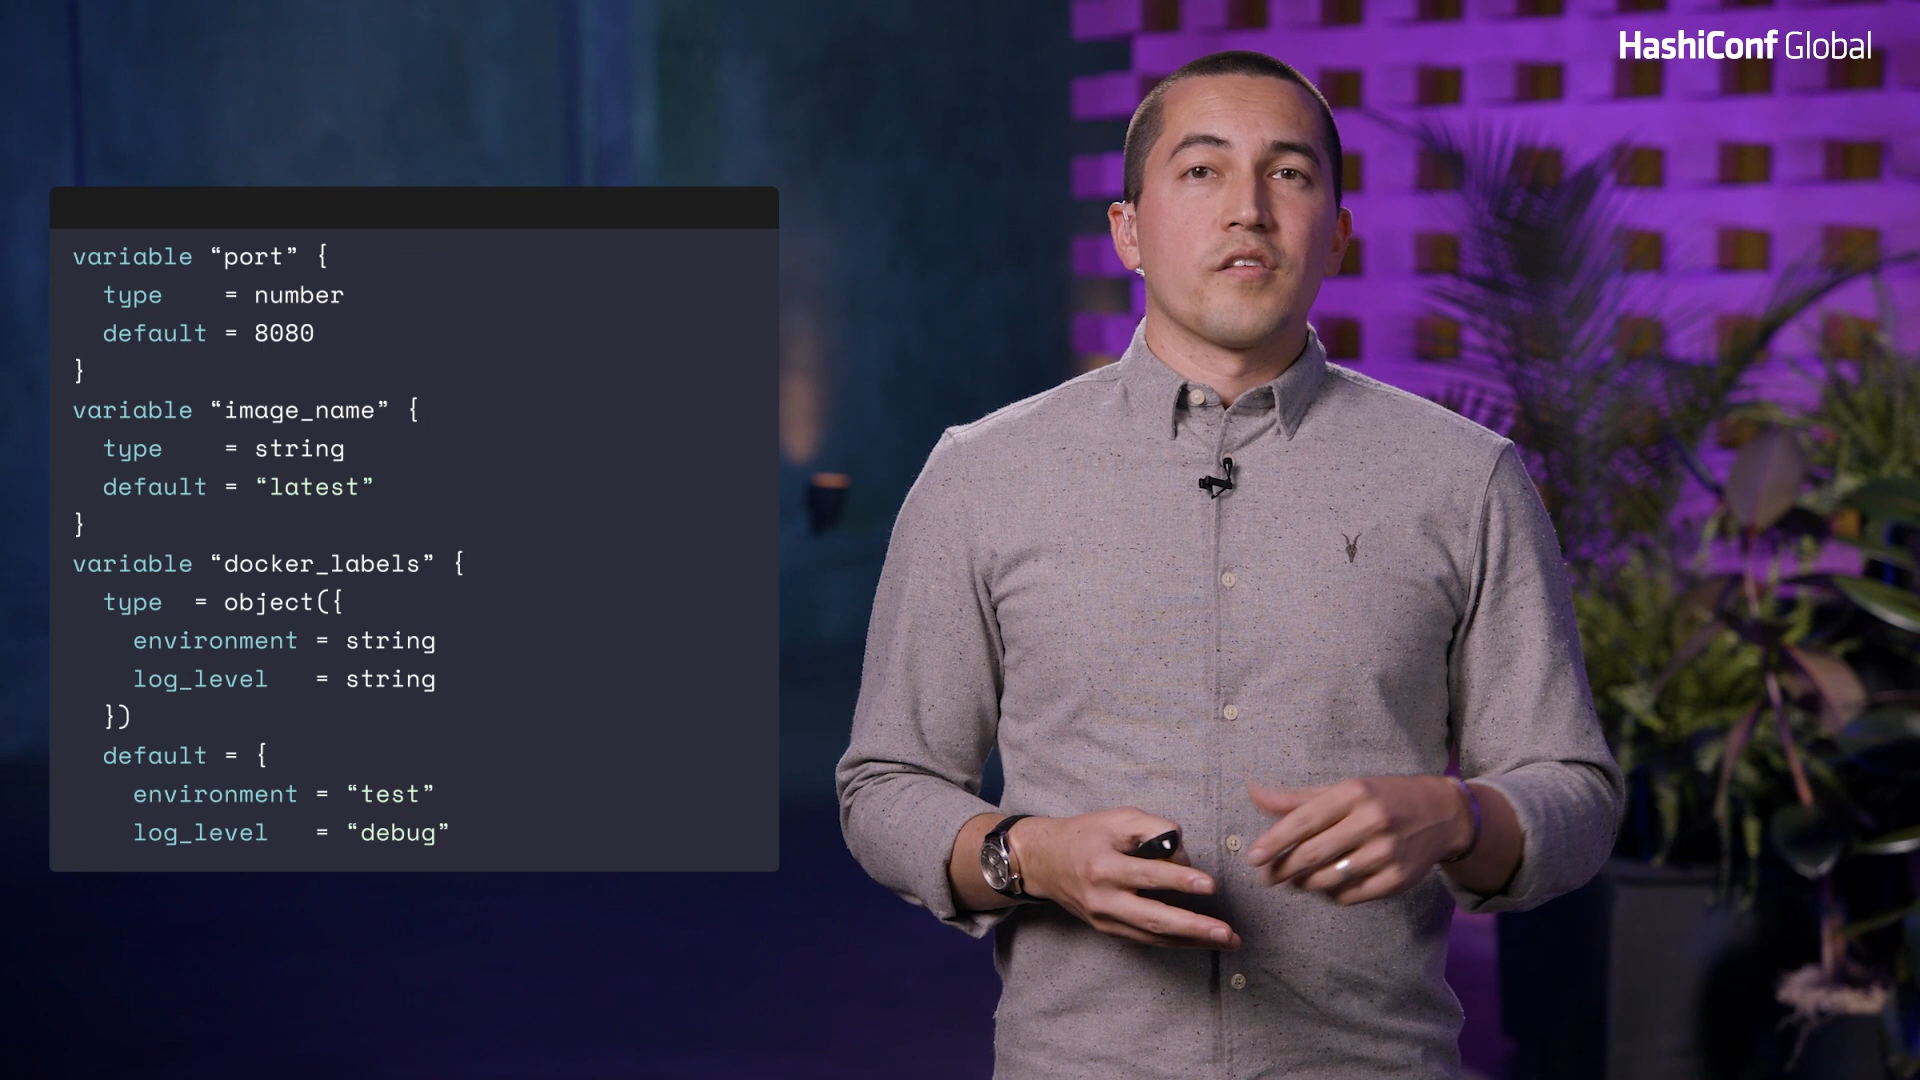 HashiConf Global
variable “port” {
  type    = number
  default = 8080
}
variable “image_name” {
  type    = string
  default = “latest”
}
variable “docker_labels” {
  type  = object({
    environment = string
    log_level   = string
  })
  default = {
    environment = “test”
    log_level   = “debug”